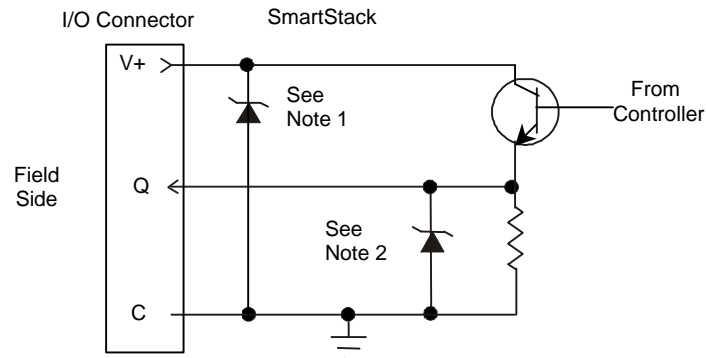 I/O Connector
SmartStack
V+
See
Note 1
From
Controller
Field
Side
Q
See
Note 2
C